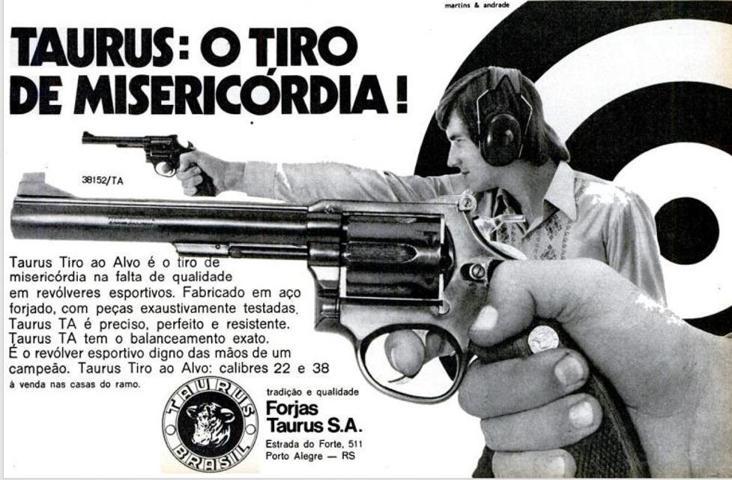 martins & andrade
TAURUS: O TIRO
DE MISERICÓRDIA!
38152/TA
Taurus Tiro ao Alvo é o tiro de
misericórdia na falta de qualidade
em revólveres esportivos. Fabricado em aço
forjado, com peças exaustivamente testadas,
Taurus TA é preciso, perfeito e resistente.
Taurus TA tem o balanceamento exato.
É o revólver esportivo digno das mãos de um
campeão. Taurus Tiro ao Alvo: calibres 22 e 38
à venda nas casas do ramo.
TAURUS
BRASIL
tradição e qualidade
Forjas
Taurus S.A.
Estrada do Forte, 511
Porto Alegre — RS